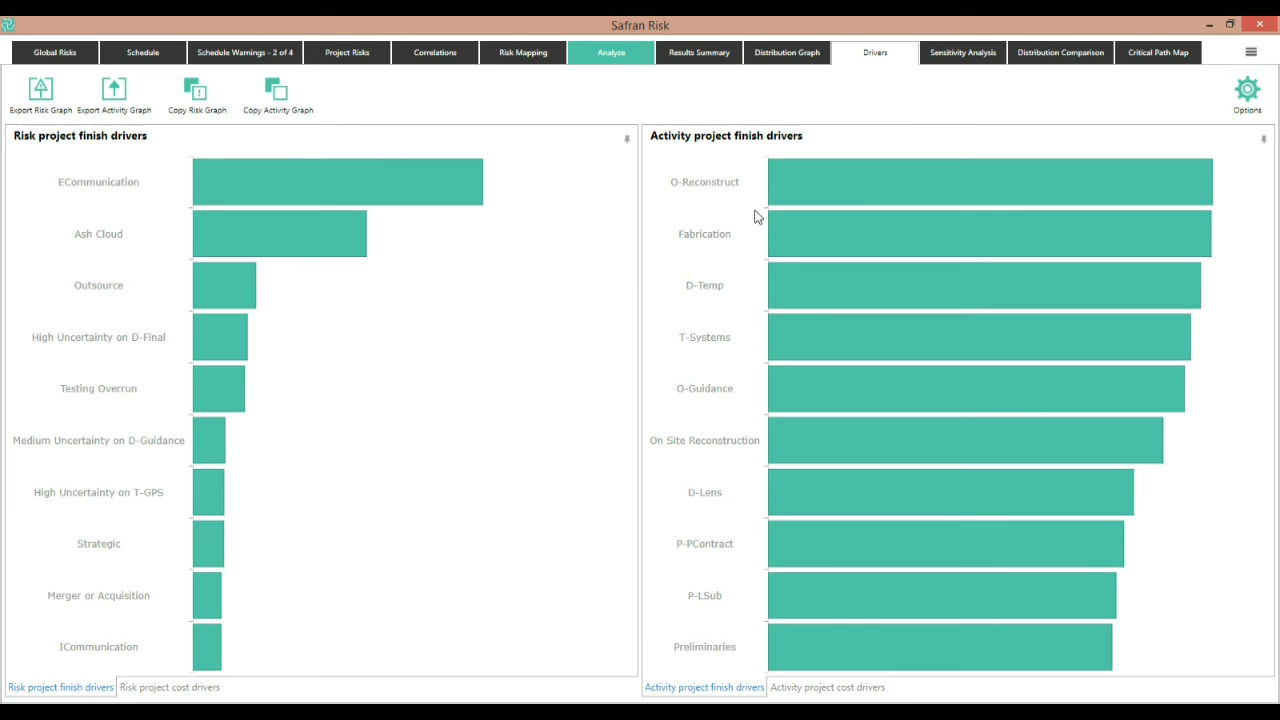 Safran Risk
Global Risks
Schedule
Schedule Warnings - 2 of 4
Project Risks
Correlations
Risk Mapping
Analyze
Results Summary
Distribution Graph
Drivers
Sensitivity Analysis
Distribution Comparison
Critical Path Map
Export Risk Graph
Export Activity Graph
Copy Risk Graph
Copy Activity Graph
Options
Risk project finish drivers
ECommunication
Ash Cloud
Outsource
High Uncertainty on D-Final
Testing Overrun
Medium Uncertainty on D-Guidance
High Uncertainty on T-GPS
Strategic
Merger or Acquisition
ICommunication
Risk project finish drivers
Risk project cost drivers
Activity project finish drivers
O-Reconstruct
Fabrication
D-Temp
T-Systems
O-Guidance
On Site Reconstruction
D-Lens
P-PContract
P-LSub
Preliminaries
Activity project finish drivers
Activity project cost drivers